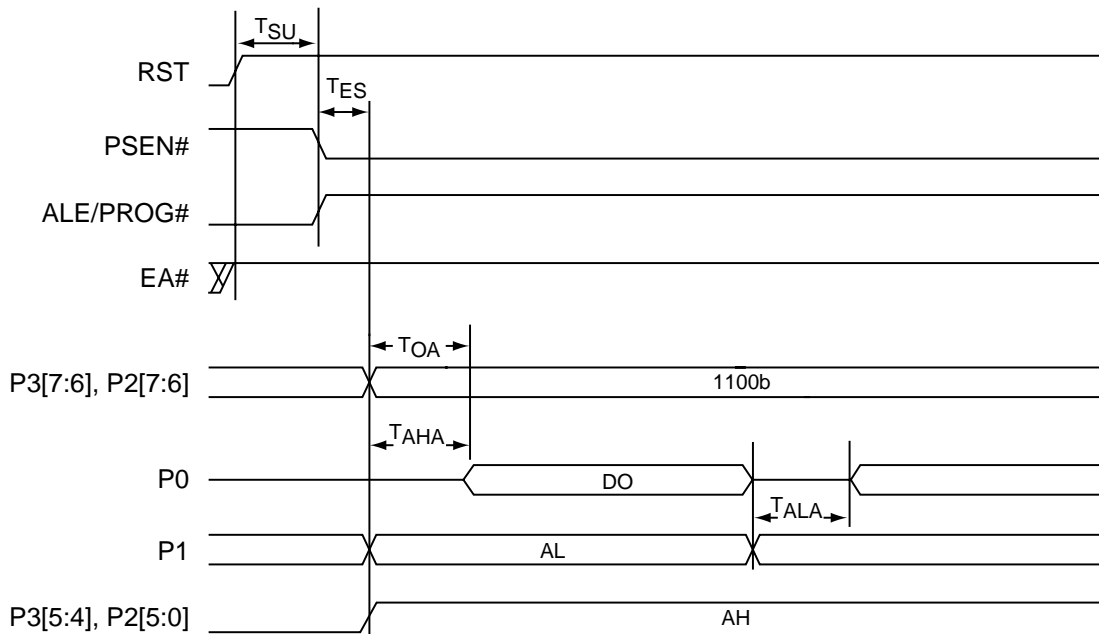 TSU
RST
TES
PSEN#
ALE/PROG#
EA#
TOA
P3[7:6], P2[7:6]
1100b
TAHA
P0
DO
TALA
P1
AL
P3[5:4], P2[5:0]
AH